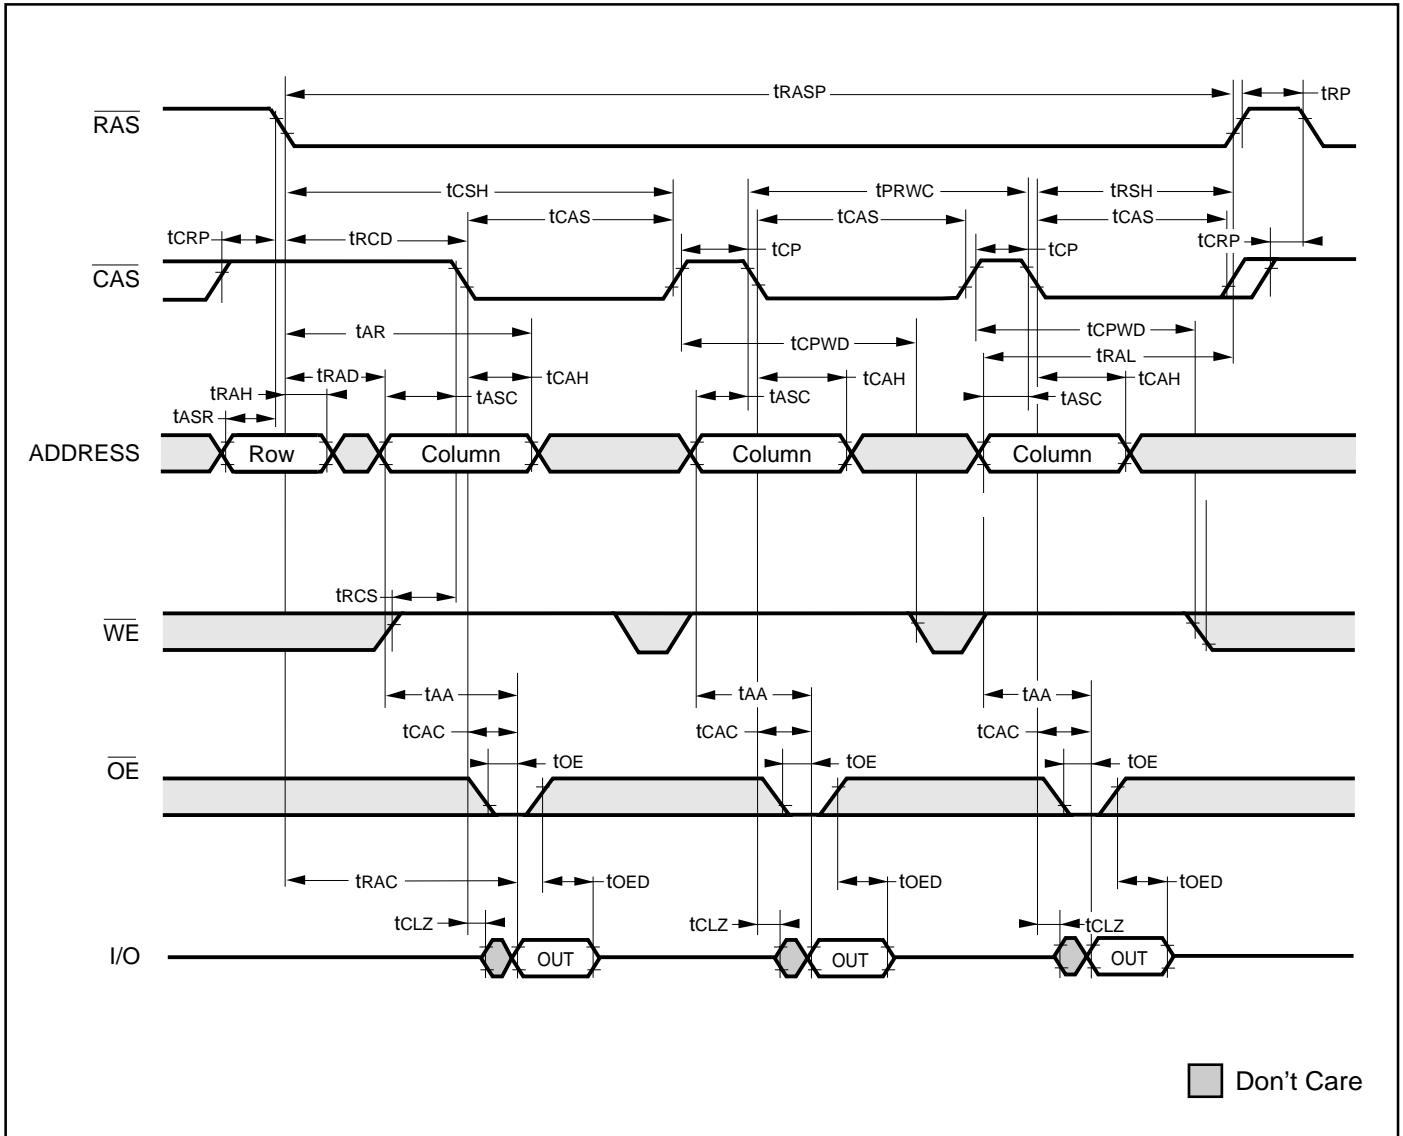 tRASP tRP
RAS
tCSH tPRWC tRSH
tCAS tCAS tCAS
tCRP tRCD tCP tCP tCRP
CAS
tAR tCPWD tCPWD
tRAL
tRAD tCAH tCAH tCAH
tRAH tASC tASC tASC
tASR
ADDRESS Row Column Column Column
tRCS
WE
tAA tAA tAA
tCAC tCAC tCAC
OE tOE tOE tOE
tRAC tOED tOED tOED
tCLZ tCLZ tCLZ
I/O OUT OUT OUT
Don't Care